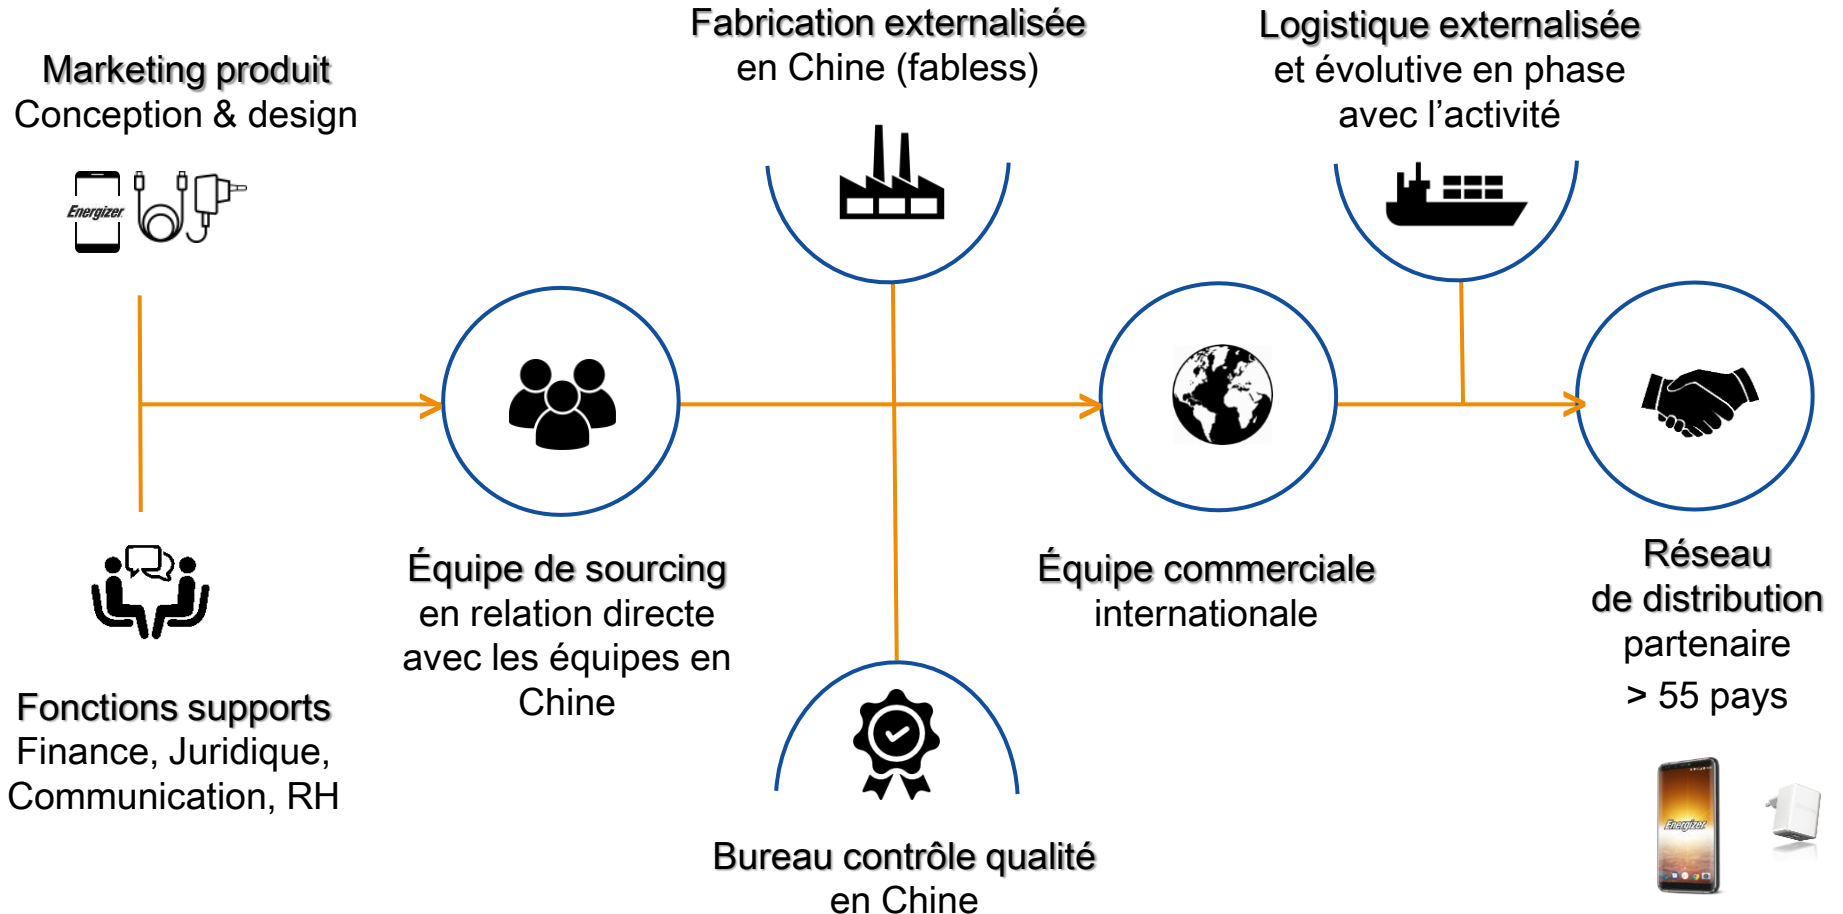 Marketing produit
Conception & design
Energizer
Fabrication externalisée
en Chine (fabless)
Logistique externalisée
et évolutive en phase
avec l’activité
Fonctions supports
Finance, Juridique,
Communication, RH
Équipe de sourcing
en relation directe
avec les équipes en
Chine
Bureau contrôle qualité
en Chine
Équipe commerciale
internationale
Réseau
de distribution
partenaire
> 55 pays
Energizer